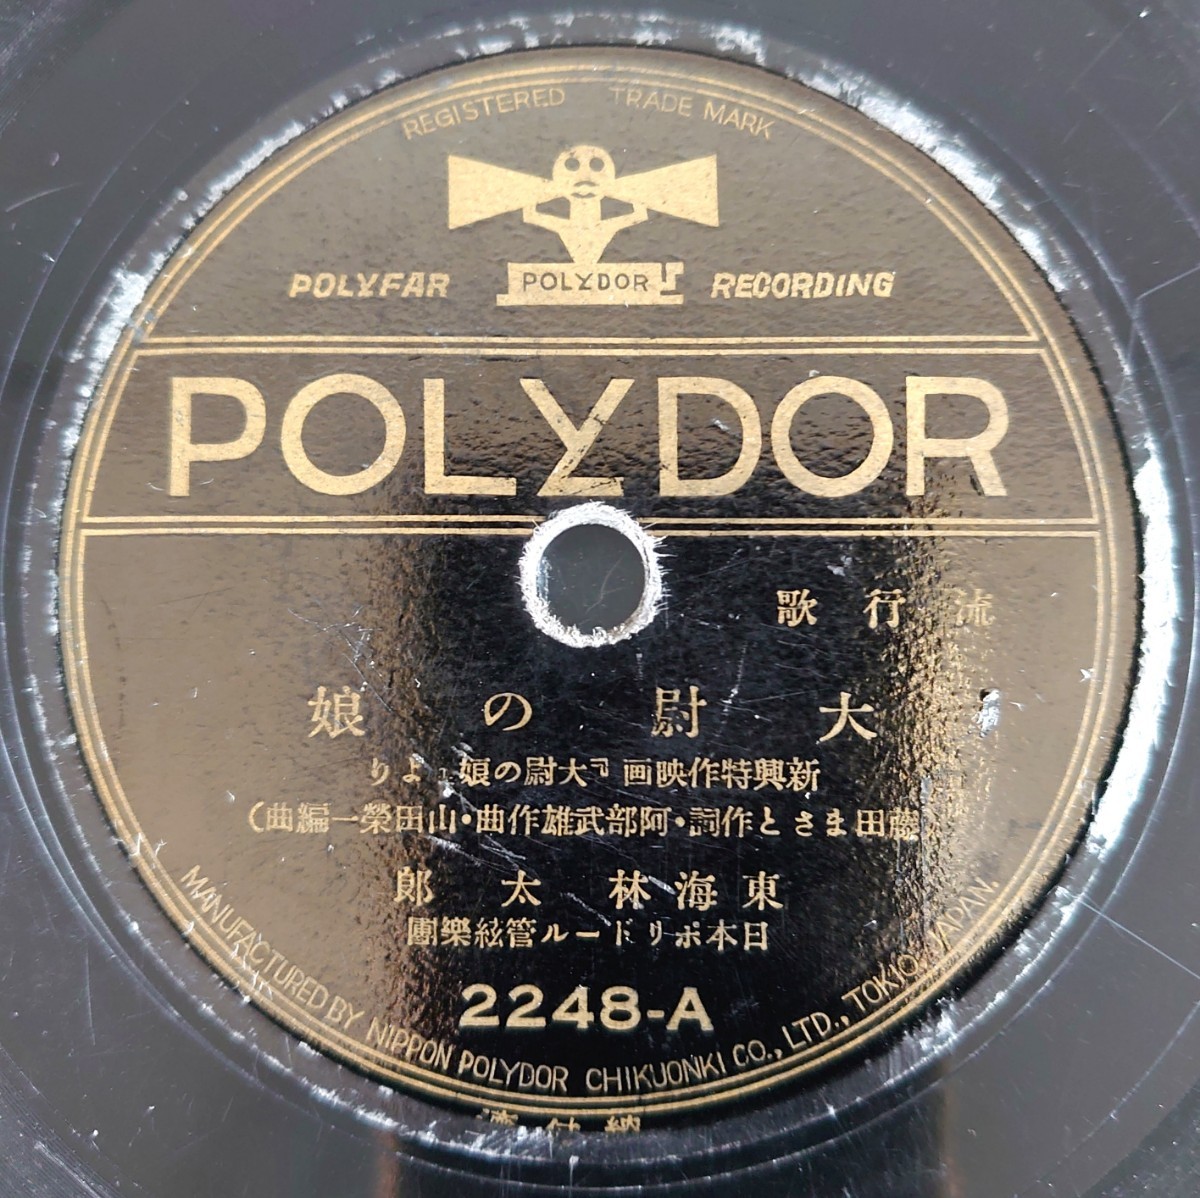 REGISTERED TRADE MARK
POLYFAR POLYDOR RECORDING
POLYDOR
流行歌
大尉の娘
新興特作映画『大尉の娘』より
藤田まさと作詞・阿部武雄作曲・山田榮一編曲)
東海林太郎
日本ポリドール管絃樂團
2248-A
MANUFACTURED BY NIPPON POLYDOR CHIKUONKI CO., LTD., TOKIO, JAPAN.